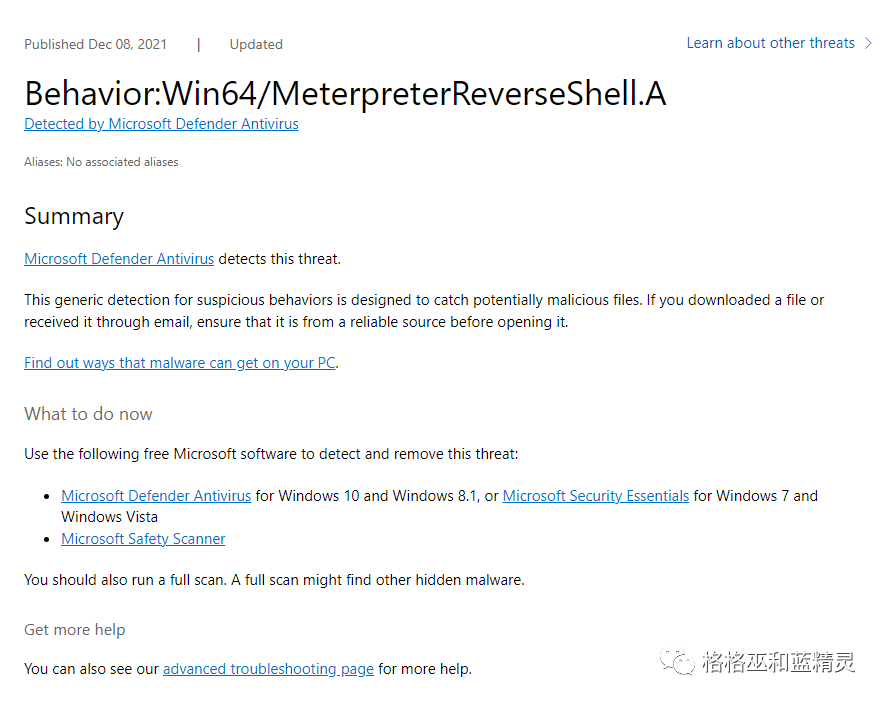 Published Dec 08, 2021 | Updated
Learn about other threats
Behavior:Win64/MeterpreterReverseShell.A
Detected by Microsoft Defender Antivirus
Aliases: No associated aliases
Summary
Microsoft Defender Antivirus detects this threat.
This generic detection for suspicious behaviors is designed to catch potentially malicious files. If you downloaded a file or
received it through email, ensure that it is from a reliable source before opening it.
Find out ways that malware can get on your PC.
What to do now
Use the following free Microsoft software to detect and remove this threat:
• Microsoft Defender Antivirus for Windows 10 and Windows 8.1, or Microsoft Security Essentials for Windows 7 and
Windows Vista
• Microsoft Safety Scanner
You should also run a full scan. A full scan might find other hidden malware.
Get more help
You can also see our advanced troubleshooting page for more help.
格格巫和蓝精灵